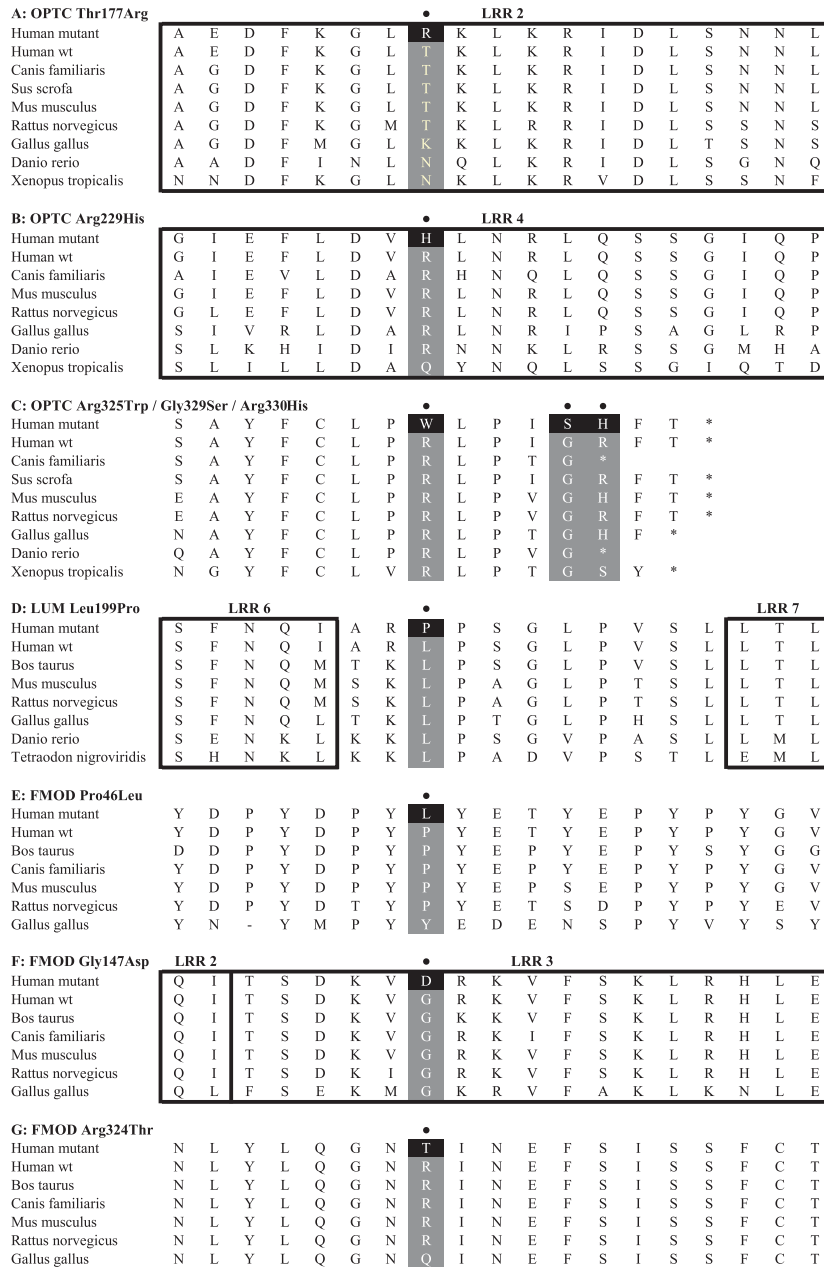 A: OPTC Thr177Arg • LRR 2
Human mutant A E D F K G L R K L K R I D L S N N L
Human wt A E D F K G L T K L K R I D L S N N L
Canis familiaris A G D F K G L T K L K R I D L S N N L
Sus scrofa A G D F K G L T K L K R I D L S N N L
Mus musculus A G D F K G L T K L K R I D L S N N L
Rattus norvegicus A G D F K G M T K L R R I D L S S N S
Gallus gallus A G D F M G L K K L K R I D L T S N S
Danio rerio A A D F I N L N Q L K R I D L S G N Q
Xenopus tropicalis N N D F K G L N K L K R V D L S S N F
B: OPTC Arg229His • LRR 4
Human mutant G I E F L D V H L N R L Q S S G I Q P
Human wt G I E F L D V R L N R L Q S S G I Q P
Canis familiaris A I E V L D A R H N Q L Q S S G I Q P
Mus musculus G I E F L D V R L N R L Q S S G I Q P
Rattus norvegicus G L E F L D V R L N R L Q S S G I Q P
Gallus gallus S I V R L D A R L N R I P S A G L R P
Danio rerio S L K H I D I R N N K L R S S G M H A
Xenopus tropicalis S L I L L D A Q Y N Q L S S G I Q T D
C: OPTC Arg325Trp / Gly329Ser / Arg330His • • •
Human mutant S A Y F C L P W L P I S H F T *
Human wt S A Y F C L P R L P I G R F T *
Canis familiaris S A Y F C L P R L P T G *
Sus scrofa S A Y F C L P R L P I G R F T *
Mus musculus E A Y F C L P R L P V G H F T *
Rattus norvegicus E A Y F C L P R L P V G R F T *
Gallus gallus N A Y F C L P R L P T G H F *
Danio rerio Q A Y F C L P R L P V G *
Xenopus tropicalis N G Y F C L V R L P T G S Y *
D: LUM Leu199Pro LRR 6 • LRR 7
Human mutant S F N Q I A R P P S G L P V S L L T L
Human wt S F N Q I A R L P S G L P V S L L T L
Bos taurus S F N Q M T K L P S G L P V S L L T L
Mus musculus S F N Q M S K L P A G L P T S L L T L
Rattus norvegicus S F N Q M S K L P A G L P T S L L T L
Gallus gallus S F N Q L T K L P T G L P H S L L T L
Danio rerio S E N K L K K L P S G V P A S L L M L
Tetraodon nigroviridis S H N K L K K L P A D V P S T L E M L
E: FMOD Pro46Leu •
Human mutant Y D P Y D P Y L Y E T Y E P Y P Y G V
Human wt Y D P Y D P Y P Y E T Y E P Y P Y G V
Bos taurus D D P Y D P Y P Y E P Y E P Y S Y G G
Canis familiaris Y D P Y D P Y P Y E P Y E P Y P Y G V
Mus musculus Y D P Y D P Y P Y E P S E P Y P Y G V
Rattus norvegicus Y D P Y D T Y P Y E T S D P Y P Y E V
Gallus gallus Y N - Y M P Y Y E D E N S P Y V Y S Y
F: FMOD Gly147Asp LRR 2 • LRR 3
Human mutant Q I T S D K V D R K V F S K L R H L E
Human wt Q I T S D K V G R K V F S K L R H L E
Bos taurus Q I T S D K V G R K V F S K L R H L E
Canis familiaris Q I T S D K V G R K I F S K L R H L E
Mus musculus Q I T S D K V G R K V F S K L R H L E
Rattus norvegicus Q I T S D K I G R K V F S K L R H L E
Gallus gallus Q L F S E K M G K R V F A K L K N L E
G: FMOD Arg324Thr •
Human mutant N L Y L Q G N T I N E F S I S S F C T
Human wt N L Y L Q G N R I N E F S I S S F C T
Bos taurus N L Y L Q G N R I N E F S I S S F C T
Canis familiaris N L Y L Q G N R I N E F S I S S F C T
Mus musculus N L Y L Q G N R I N E F S I S S F C T
Rattus norvegicus N L Y L Q G N R I N E F S I S S F C T
Gallus gallus N L Y L Q G N Q I N E F S I S S F C T